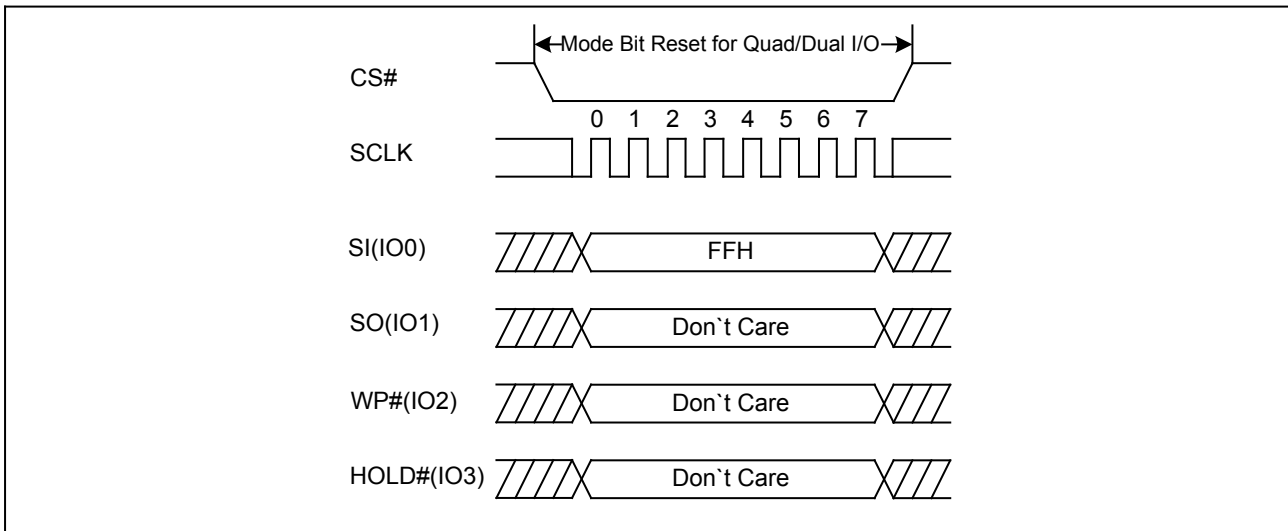 Mode Bit Reset for Quad/Dual I/O
CS#
0 1 2 3 4 5 6 7
SCLK
SI(IO0) FFH
SO(IO1) Don`t Care
WP#(IO2) Don`t Care
HOLD#(IO3) Don`t Care